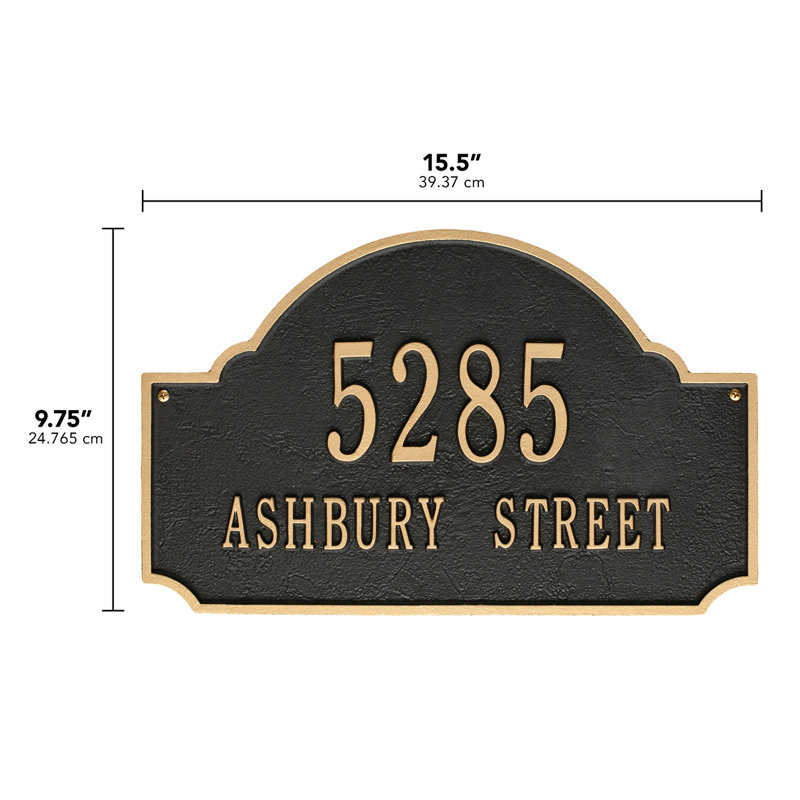 15.5”
39.37 cm
9.75”
24.765 cm
5285
ASHBURY STREET